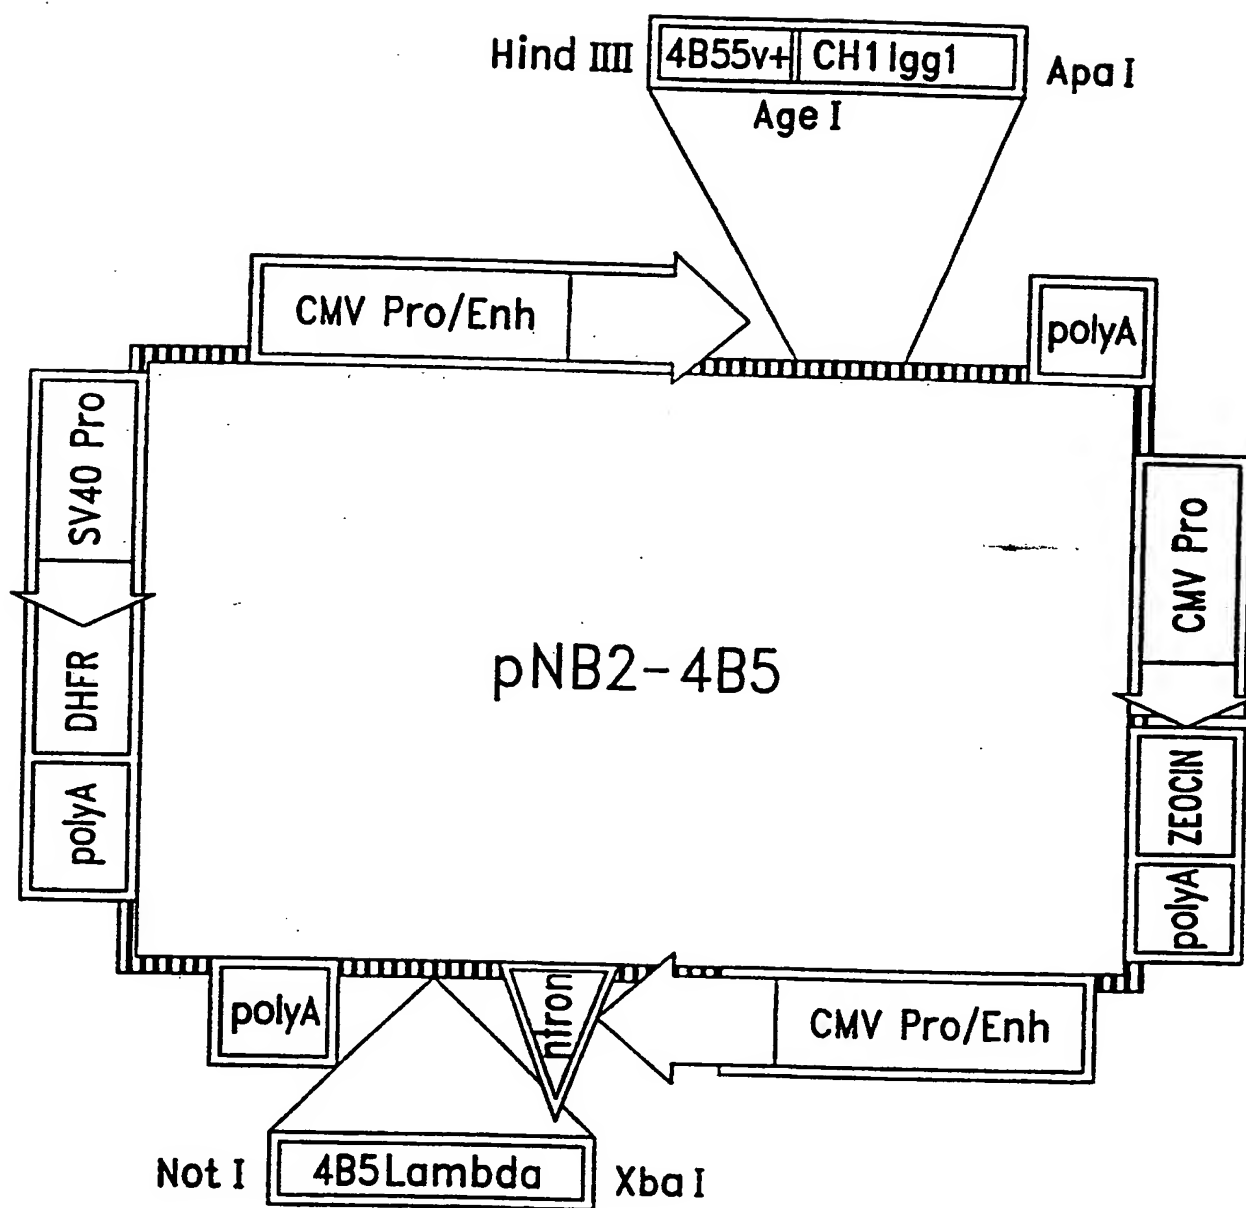 Hind IIII
4B55v+
CH1 Igg1
Apa I
Age I
CMV Pro/Enh
polyA
SV40 Pro
CMV Pro
pNB2-4B5
DHFR
ZEOCIN
polyA
polyA
polyA
ntron
CMV Pro/Enh
Not I
4B5Lambda
Xba I